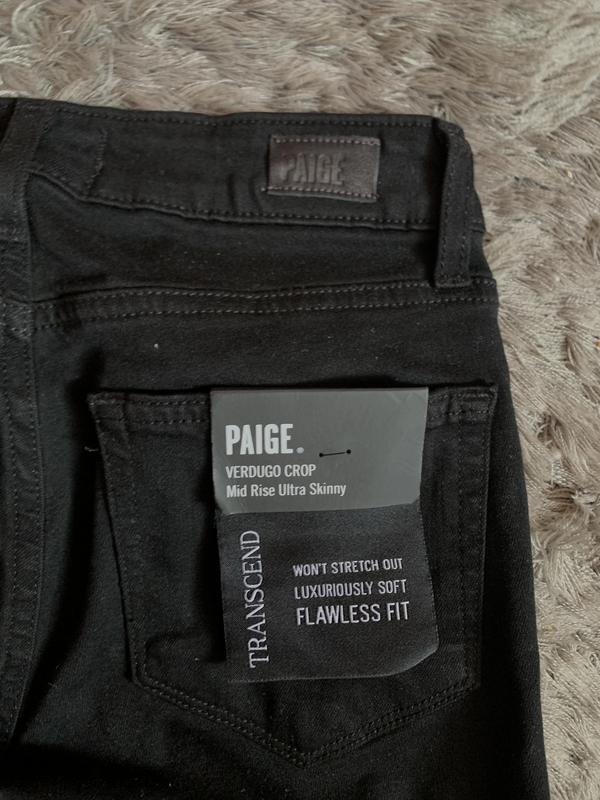 PAIGE
PAIGE.
VERDUGO CROP
Mid Rise Ultra Skinny
TRANSCEND
WON'T STRETCH OUT
LUXURIOUSLY SOFT
FLAWLESS FIT